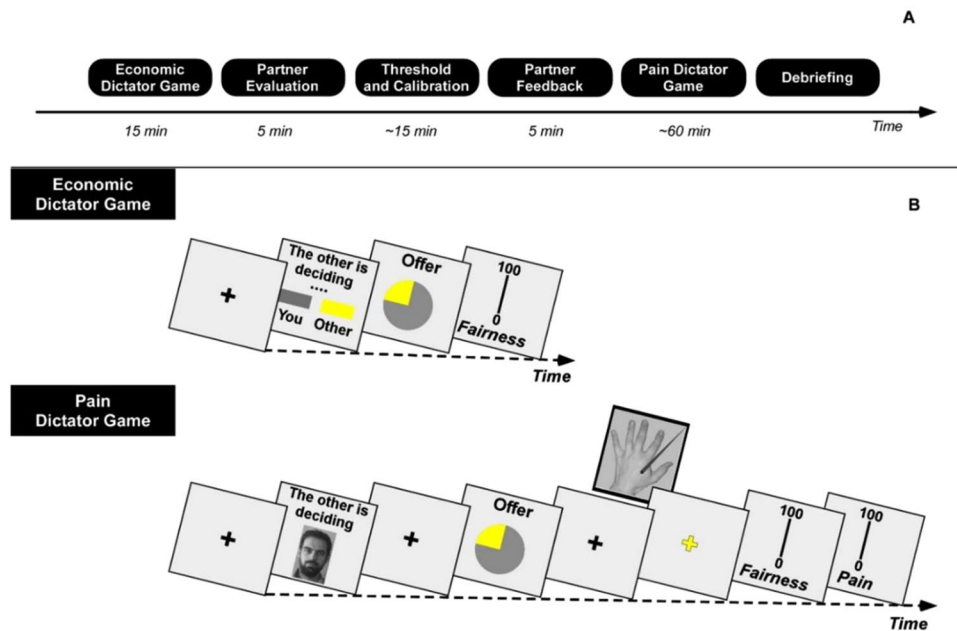 A
Economic
Dictator Game
Partner
Evaluation
Threshold
and Calibration
Partner
Feedback
Pain Dictator
Game
Debriefing
15 min
5 min
~15 min
5 min
~60 min
Time
Economic
Dictator Game
B
The other is
deciding
....
You
Other
Offer
100
0
Fairness
Time
Pain
Dictator Game
The other is
deciding
Offer
100
0
Fairness
100
0
Pain
Time